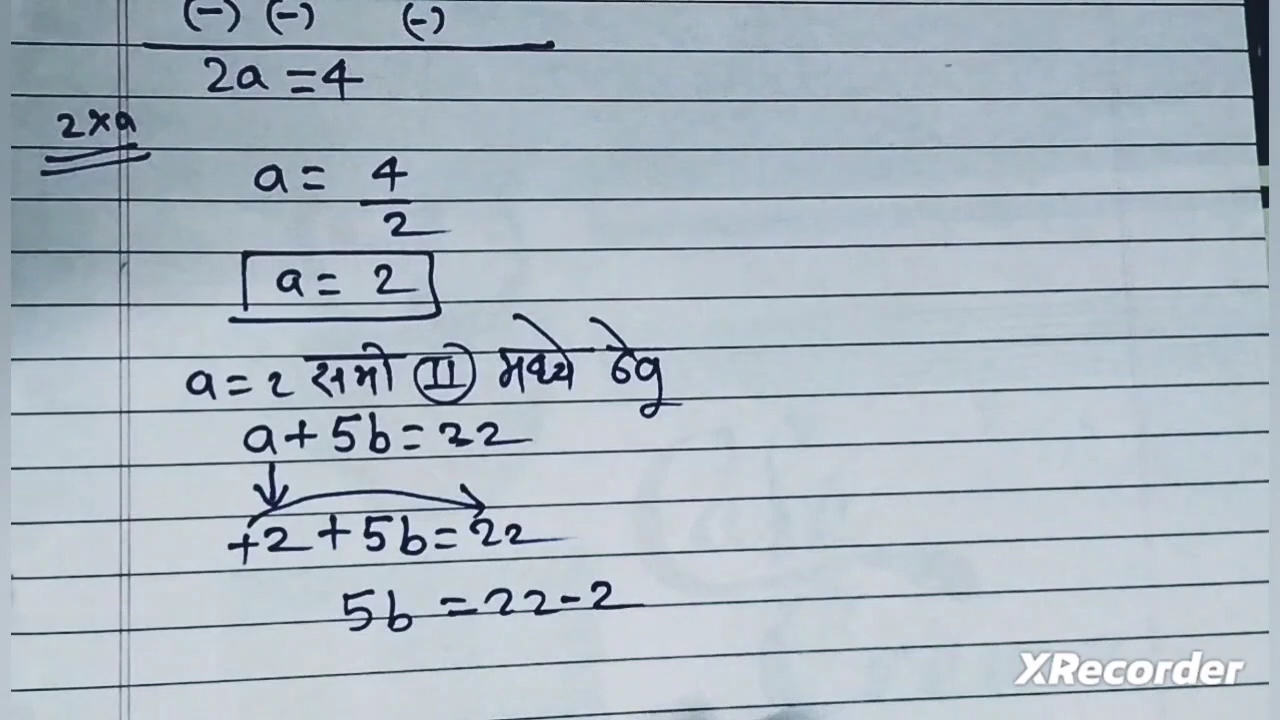 (-) (-) (-)
2a = 4
2×a
a = 4/2
a = 2
a = 2 समी II मध्ये ठेवू
a + 5b = 22
+2 + 5b = 22
5b = 22 - 2
XRecorder